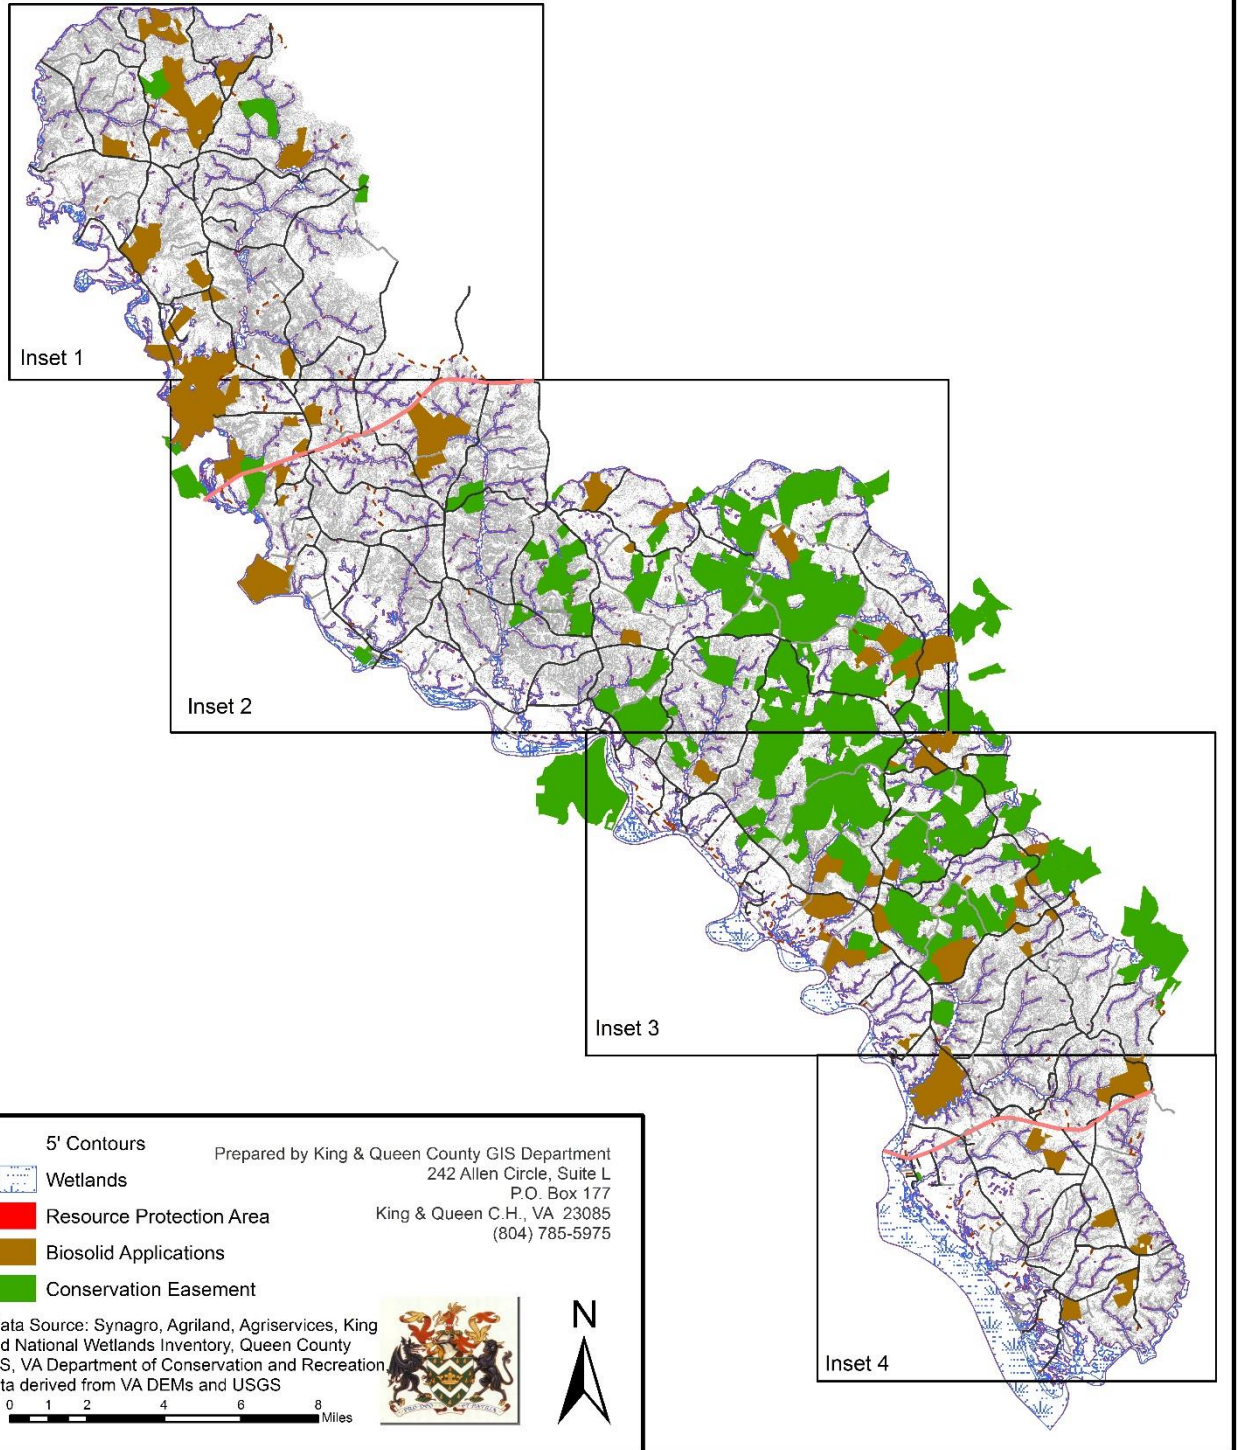 Inset 1
Inset 2
Inset 3
Inset 4
5' Contours
Wetlands
Resource Protection Area
Biosolid Applications
Conservation Easement
Prepared by King & Queen County GIS Department
242 Allen Circle, Suite L
P.O. Box 177
King & Queen C.H., VA 23085
(804) 785-5975
ata Source: Synagro, Agriland, Agriservices, King
d National Wetlands Inventory, Queen County
S, VA Department of Conservation and Recreation,
ta derived from VA DEMs and USGS
0 1 2 4 6 8 Miles
N